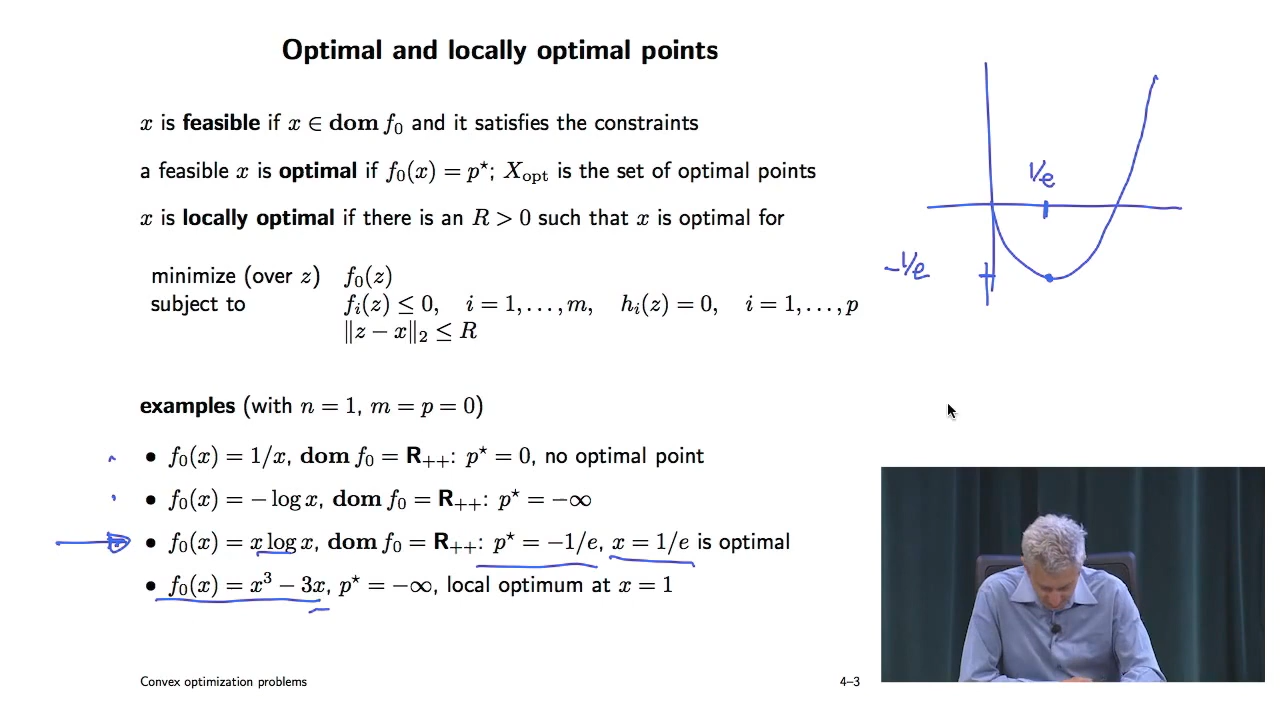 Optimal and locally optimal points
x is feasible if x ∈ dom f₀ and it satisfies the constraints
a feasible x is optimal if f₀(x) = p⋆; X_opt is the set of optimal points
x is locally optimal if there is an R > 0 such that x is optimal for
minimize (over z) f₀(z)
subject to fᵢ(z) ≤ 0, i = 1, . . . , m, hᵢ(z) = 0, i = 1, . . . , p
‖z − x‖₂ ≤ R
examples (with n = 1, m = p = 0)
• f₀(x) = 1/x, dom f₀ = R₊₊: p⋆ = 0, no optimal point
• f₀(x) = − log x, dom f₀ = R₊₊: p⋆ = −∞
• f₀(x) = x log x, dom f₀ = R₊₊: p⋆ = −1/e, x = 1/e is optimal
• f₀(x) = x³ − 3x, p⋆ = −∞, local optimum at x = 1
Convex optimization problems 4–3
1/e
-1/e